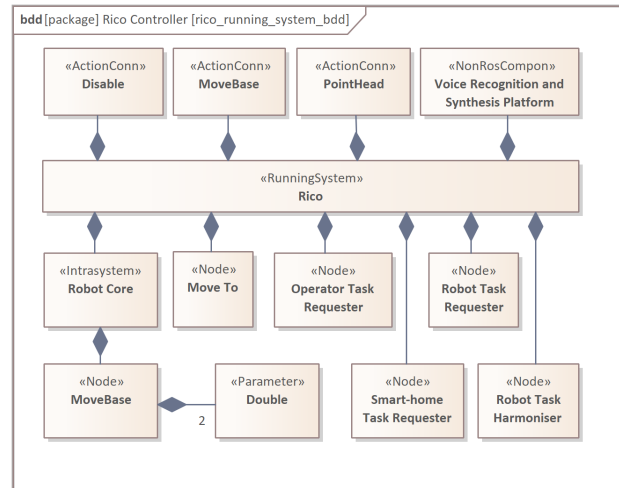 bdd [package] Rico Controller [rico_running_system_bdd]
«ActionConn»
Disable
«ActionConn»
MoveBase
«ActionConn»
PointHead
«NonRosCompon»
Voice Recognition and
Synthesis Platform
«RunningSystem»
Rico
«Intrasystem»
Robot Core
«Node»
Move To
«Node»
Operator Task
Requester
«Node»
Robot Task
Requester
«Node»
MoveBase
«Parameter»
Double
2
«Node»
Smart-home
Task Requester
«Node»
Robot Task
Harmoniser